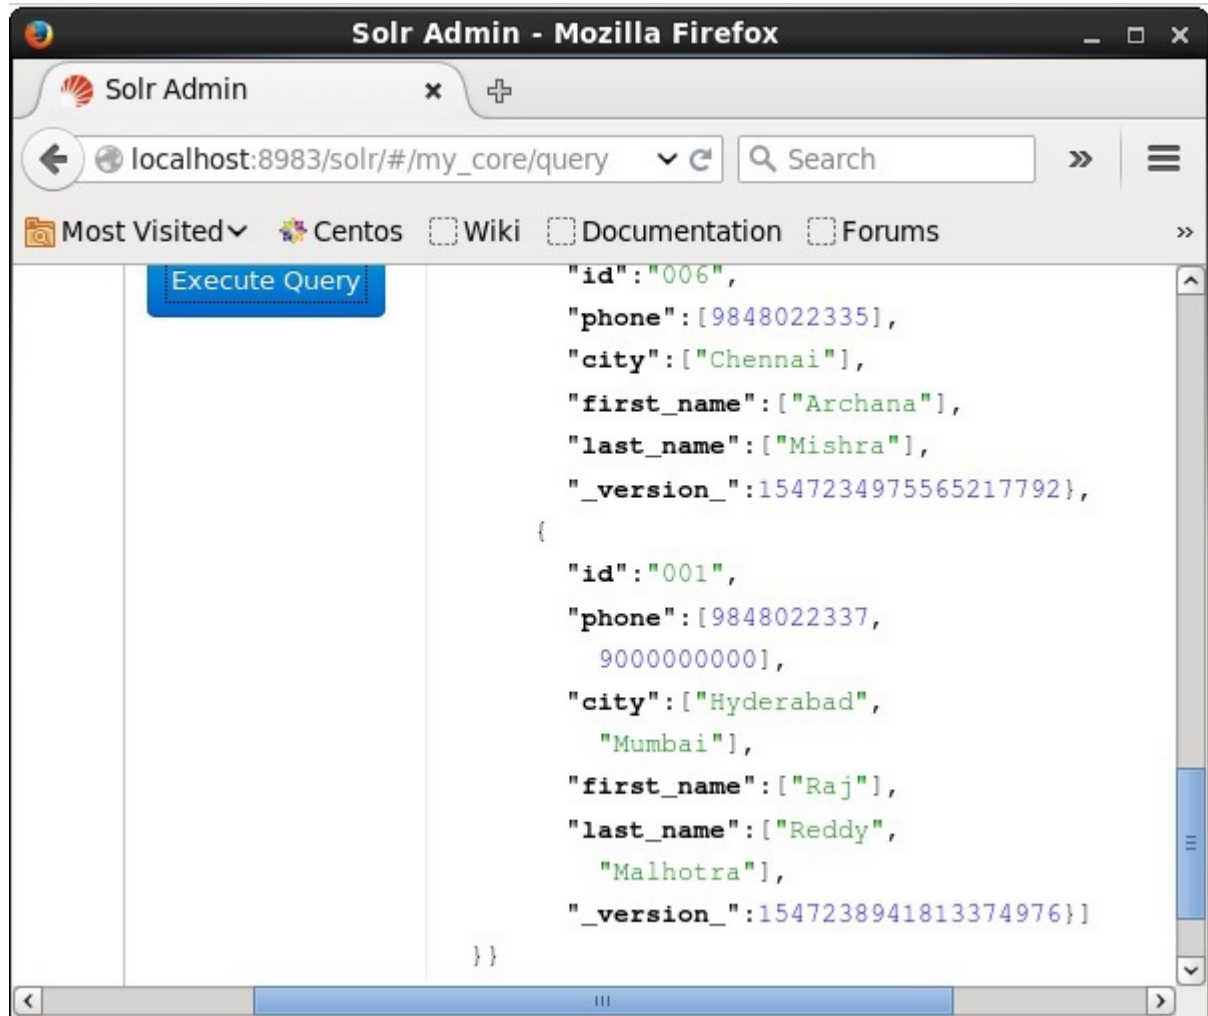 Solr Admin - Mozilla Firefox
Solr Admin
localhost:8983/solr/#/my_core/query
Search
Most Visited
Centos
Wiki
Documentation
Forums
Execute Query
"id":"006",
"phone":[9848022335],
"city":["Chennai"],
"first_name":["Archana"],
"last_name":["Mishra"],
"_version_":1547234975565217792},
{
"id":"001",
"phone":[9848022337,
9000000000],
"city":["Hyderabad",
"Mumbai"],
"first_name":["Raj"],
"last_name":["Reddy",
"Malhotra"],
"_version_":1547238941813374976}]
}}